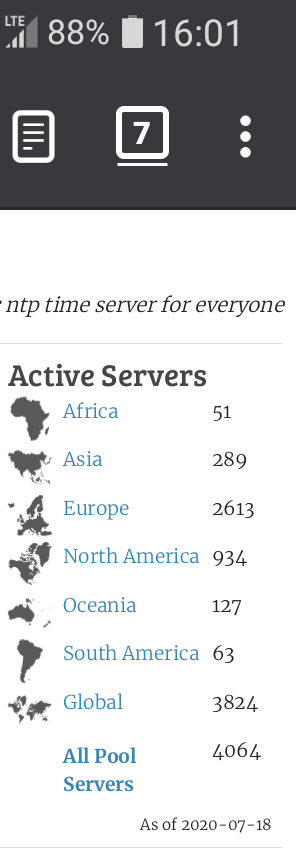 LTE 88% 16:01
7
ntp time server for everyone
Active Servers
Africa 51
Asia 289
Europe 2613
North America 934
Oceania 127
South America 63
Global 3824
All Pool 4064
Servers
As of 2020-07-18